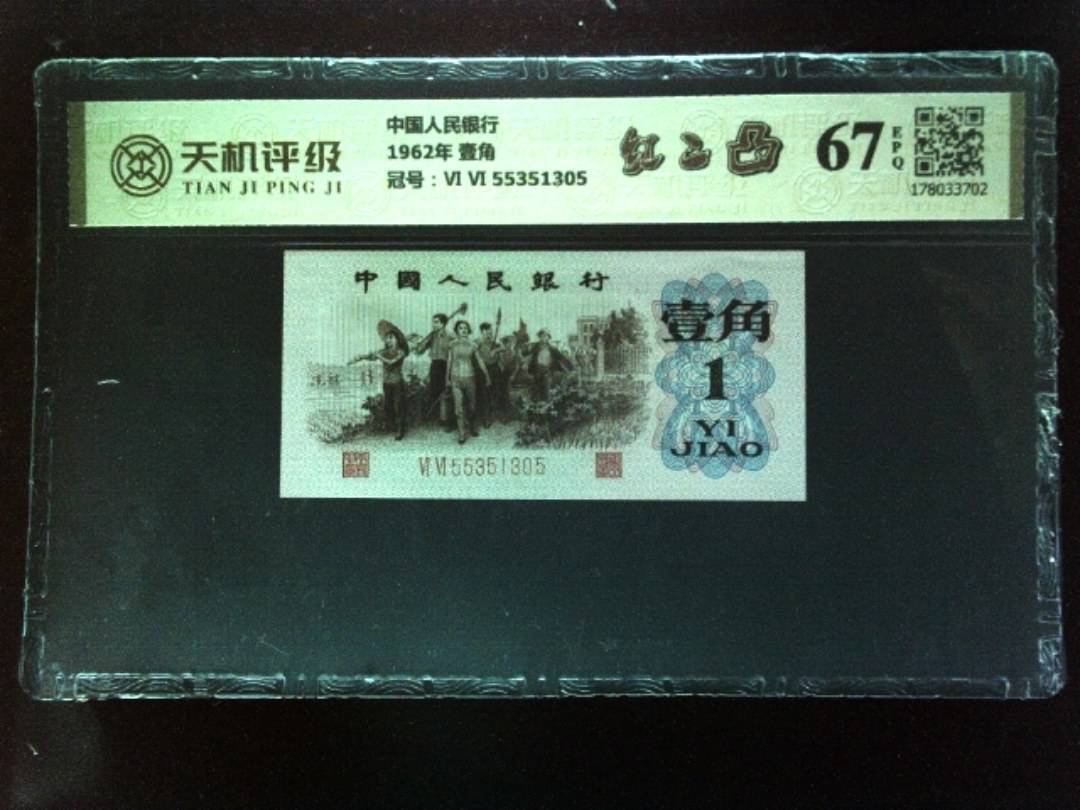 天机评级
TIAN JI PING JI
中国人民银行
1962年 壹角
冠号：VI VI 55351305
红二凸
67
EPQ
178033702
中國人民銀行
壹角
1
YI
JIAO
VI VI 55351305